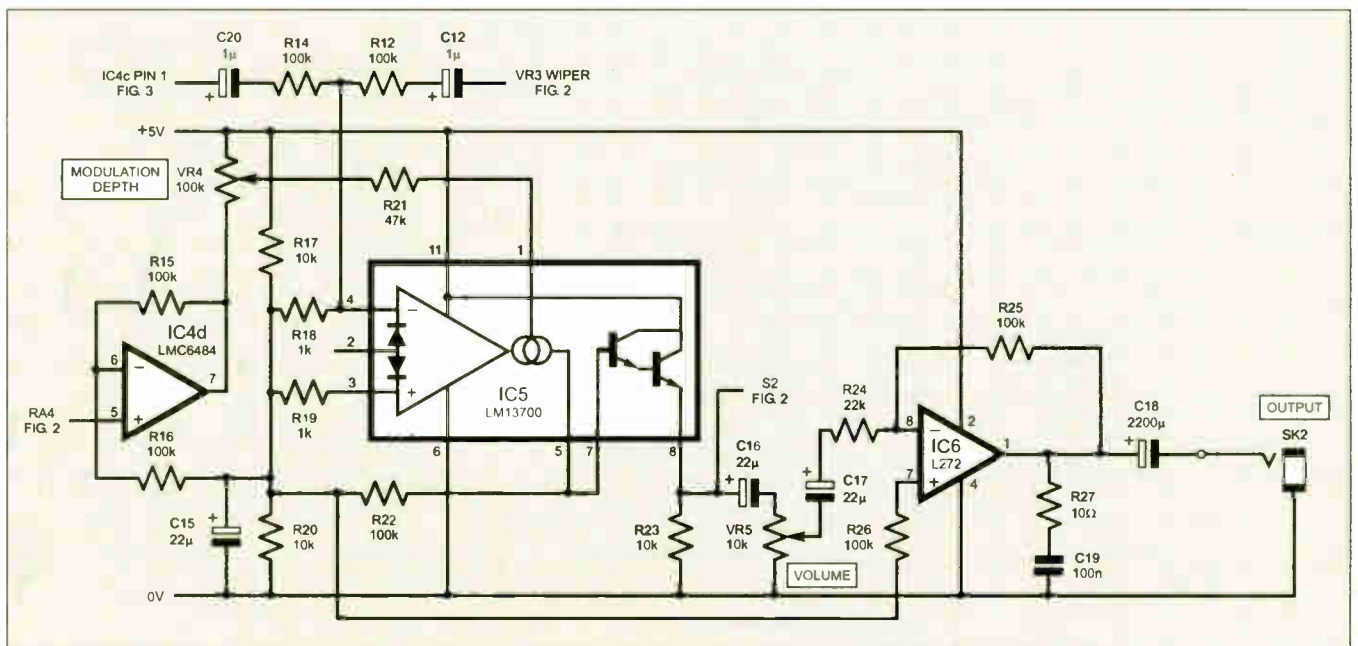 C20
1µ
R14
100k
R12
100k
C12
1µ
IC4c PIN 1
FIG. 3
+
+
VR3 WIPER
FIG. 2
+5V
MODULATION
DEPTH
VR4
100k
R21
47k
R17
10k
11
1
R15
100k
R18
1k
4
IC4d
LMC6484
6
7
5
2
3
RA4
FIG. 2
R19
1k
IC5
LM13700
R16
100k
6
5
7
8
S2
FIG. 2
R25
100k
R24
22k
8
2
IC6
L272
1
7
4
C18
2200µ
+
OUTPUT
SK2
C16
22µ
+
C17
22µ
+
C15
22µ
+
R20
10k
R22
100k
R23
10k
VR5
10k
R26
100k
R27
10Ω
C19
100n
VOLUME
0V